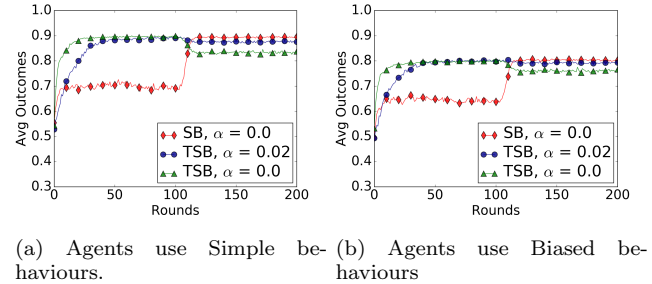 Avg Outcomes
1.0
0.9
0.8
0.7
0.6
0.5
0.4
0.3
SB, α = 0.0
TSB, α = 0.02
TSB, α = 0.0
0 50 100 150 200
Rounds
(a) Agents use Simple be-
haviours.
Avg Outcomes
1.0
0.9
0.8
0.7
0.6
0.5
0.4
0.3
SB, α = 0.0
TSB, α = 0.02
TSB, α = 0.0
0 50 100 150 200
Rounds
(b) Agents use Biased be-
haviours